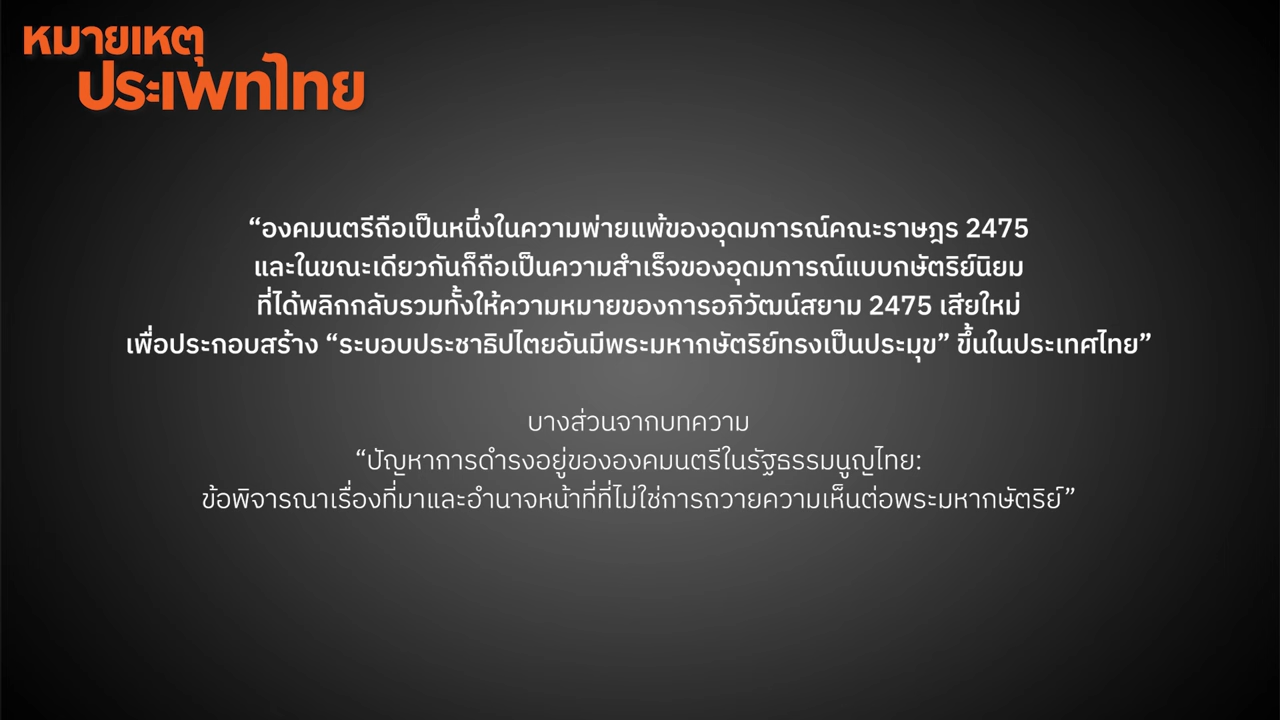 หมายเหตุ
ประเพทไทย
“องคมนตรีถือเป็นหนึ่งในความพ่ายแพ้ของอุดมการณ์คณะราษฎร 2475
และในขณะเดียวกันก็ถือเป็นความสำเร็จของอุดมการณ์แบบกษัตริย์นิยม
ที่ได้พลิกกลับรวมทั้งให้ความหมายของการอภิวัฒน์สยาม 2475 เสียใหม่
เพื่อประกอบสร้าง “ระบอบประชาธิปไตยอันมีพระมหากษัตริย์ทรงเป็นประมุข” ขึ้นในประเทศไทย”
บางส่วนจากบทความ
“ปัญหาการดำรงอยู่ขององคมนตรีในรัฐธรรมนูญไทย:
ข้อพิจารณาเรื่องที่มาและอำนาจหน้าที่ที่ไม่ใช่การถวายความเห็นต่อพระมหากษัตริย์”